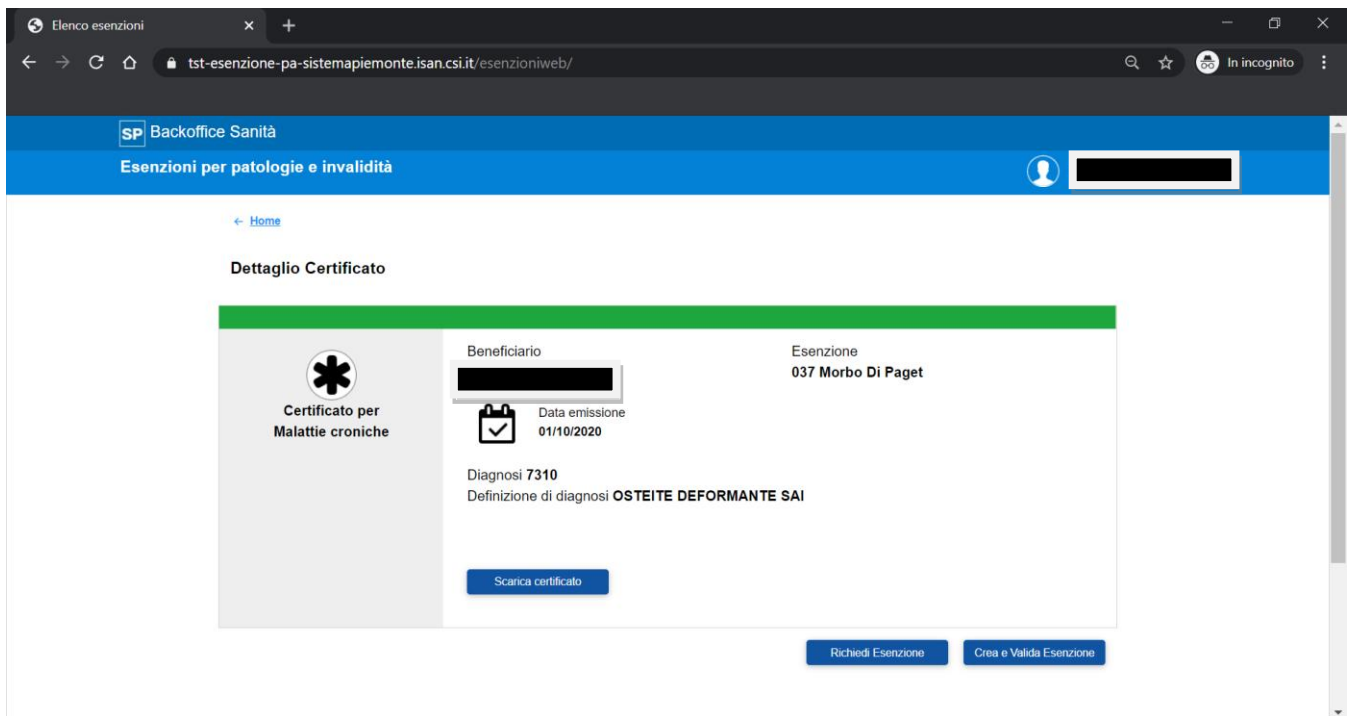 Elenco esenzioni
tst-esenzione-pa-sistemapiemonte.isan.csi.it/esenzioniweb/
In incognito
SP Backoffice Sanità
Esenzioni per patologie e invalidità
← Home
Dettaglio Certificato
Certificato per
Malattie croniche
Beneficiario
Esenzione
037 Morbo Di Paget
Data emissione
01/10/2020
Diagnosi 7310
Definizione di diagnosi OSTEITE DEFORMANTE SAI
Scarica certificato
Richiedi Esenzione
Crea e Valida Esenzione